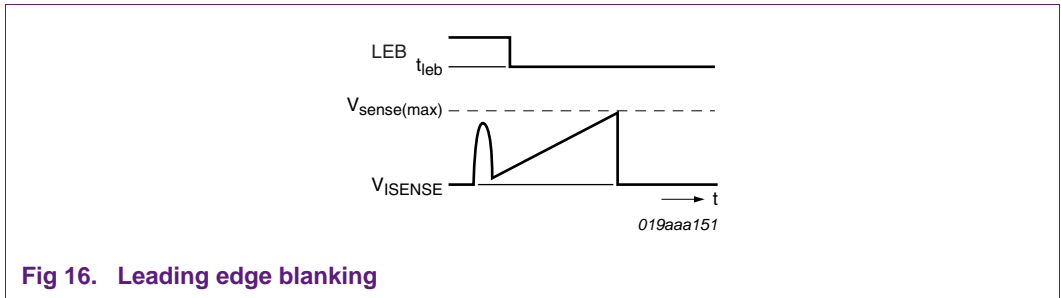 LEB
tleb
Vsense(max)
VISENSE
t
019aaa151
Fig 16. Leading edge blanking